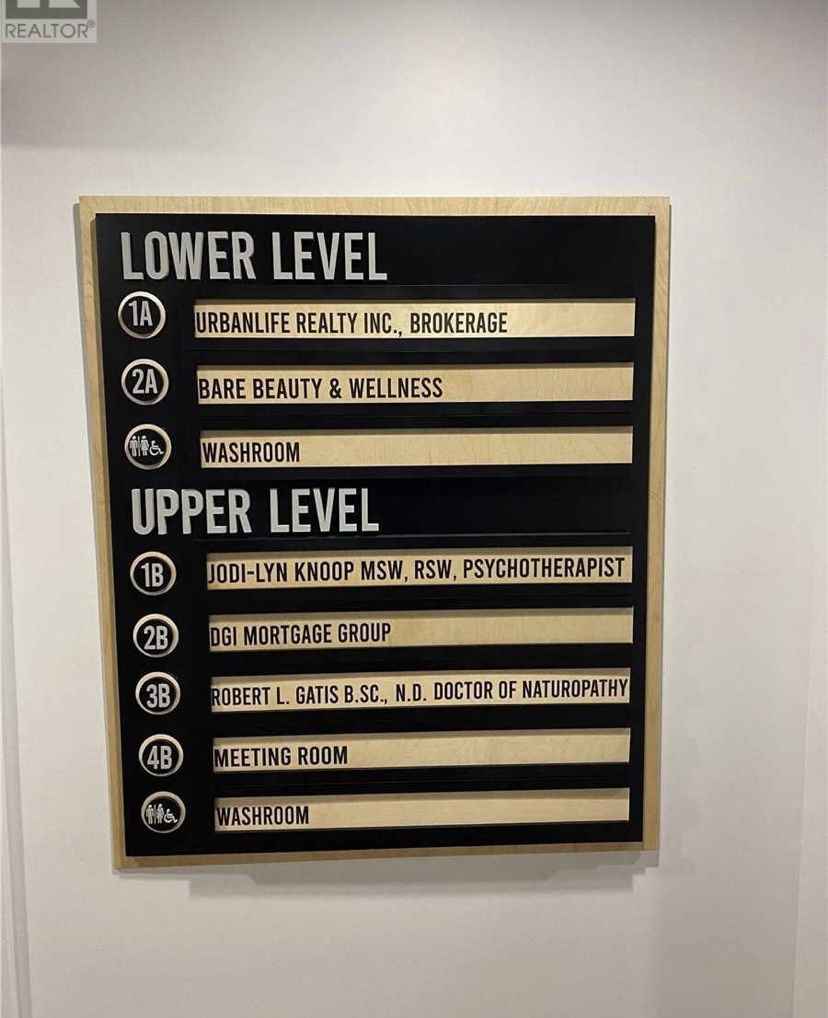 REALTOR®
LOWER LEVEL
1A URBANLIFE REALTY INC., BROKERAGE
2A BARE BEAUTY & WELLNESS
WASHROOM
UPPER LEVEL
1B JODI-LYN KNOOP MSW, RSW, PSYCHOTHERAPIST
2B DGI MORTGAGE GROUP
3B ROBERT L. GATIS B.SC., N.D. DOCTOR OF NATUROPATHY
4B MEETING ROOM
WASHROOM